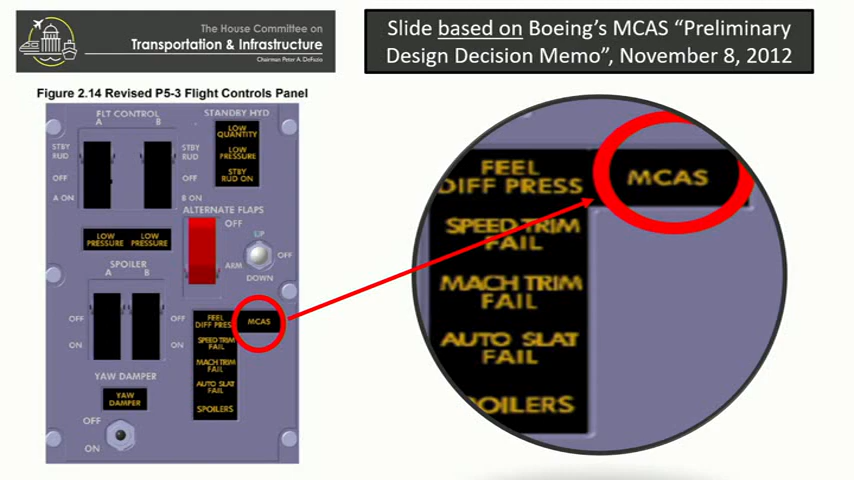 The House Committee on
Transportation & Infrastructure
Chairman Peter A. DeFazio
Slide based on Boeing's MCAS “Preliminary
Design Decision Memo”, November 8, 2012
Figure 2.14 Revised P5-3 Flight Controls Panel
FLT CONTROL
A B
STBY
RUD
OFF
A ON
STBY
RUD
OFF
B ON
STANDBY HYD
LOW
QUANTITY
LOW
PRESSURE
STBY
RUD ON
ALTERNATE FLAPS
OFF
ARM
UP
OFF
DOWN
LOW
PRESSURE
LOW
PRESSURE
SPOILER
A B
OFF
ON
OFF
ON
FEEL
DIFF PRESS
MCAS
SPEED TRIM
FAIL
MACH TRIM
FAIL
AUTO SLAT
FAIL
SPOILERS
YAW DAMPER
YAW
DAMPER
OFF
ON
FEEL
DIFF PRESS
MCAS
SPEED TRIM
FAIL
MACH TRIM
FAIL
AUTO SLAT
FAIL
POILERS